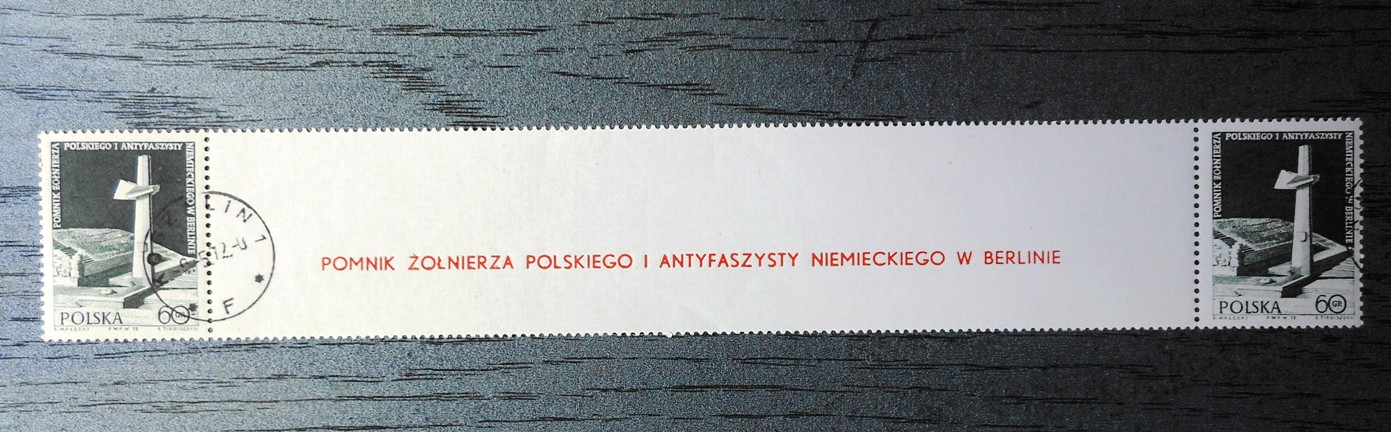 POMNIK ŻOŁNIERZA
POLSKIEGO I ANTYFASZYSTY
NIEMIECKIEGO W BERLINIE
POLSKA 60 GR
POMNIK ŻOŁNIERZA POLSKIEGO I ANTYFASZYSTY NIEMIECKIEGO W BERLINIE
POMNIK ŻOŁNIERZA
POLSKIEGO I ANTYFASZYSTY
NIEMIECKIEGO W BERLINIE
POLSKA 60 GR